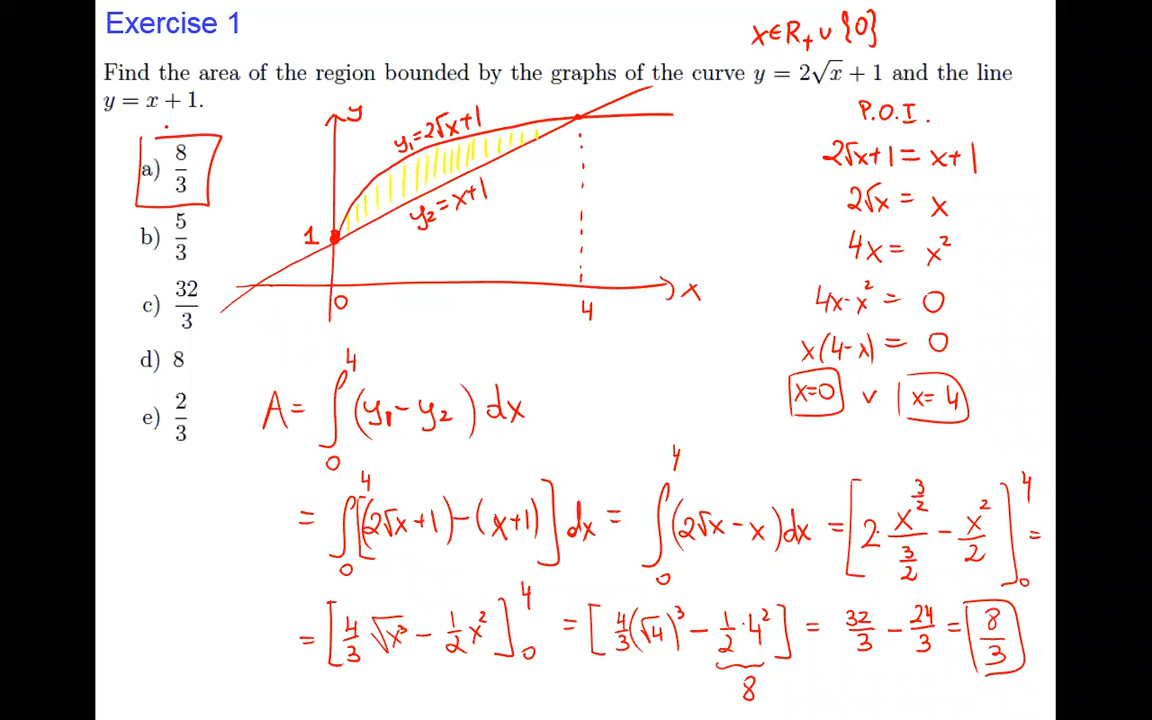 Exercise 1
x∈R₊∪{0}
Find the area of the region bounded by the graphs of the curve y = 2√x + 1 and the line
y = x + 1.
a) 8/3
b) 5/3
c) 32/3
d) 8
e) 2/3
y
y₁=2√x+1
y₂=x+1
1
0
4
x
P.O.I.
2√x+1 = x+1
2√x = x
4x = x²
4x-x² = 0
x(4-x) = 0
x=0 ∨ x=4
A = ∫₀⁴ (y₁-y₂) dx
= ∫₀⁴ [(2√x+1)-(x+1)] dx = ∫₀⁴ (2√x-x)dx = [2·x^(3/2)/(3/2) - x²/2]₀⁴ =
= [4/3 √x³ - 1/2 x²]₀⁴ = [4/3(√4)³ - 1/2·4²] = 32/3 - 24/3 = 8/3
8